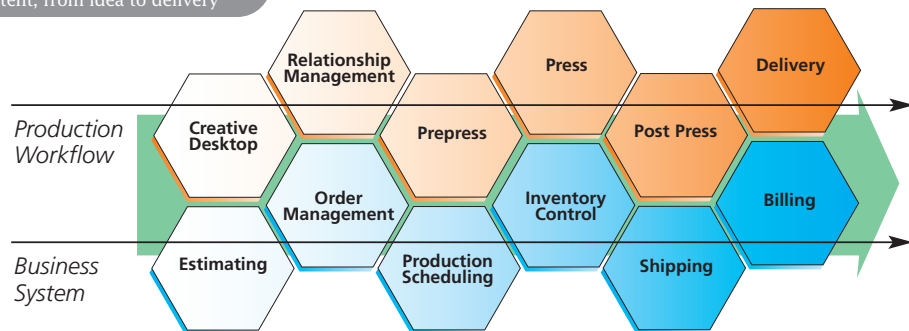 tent, from idea to delivery
Relationship
Management
Press
Delivery
Production
Workflow
Creative
Desktop
Prepress
Post Press
Order
Management
Inventory
Control
Billing
Business
System
Estimating
Production
Scheduling
Shipping